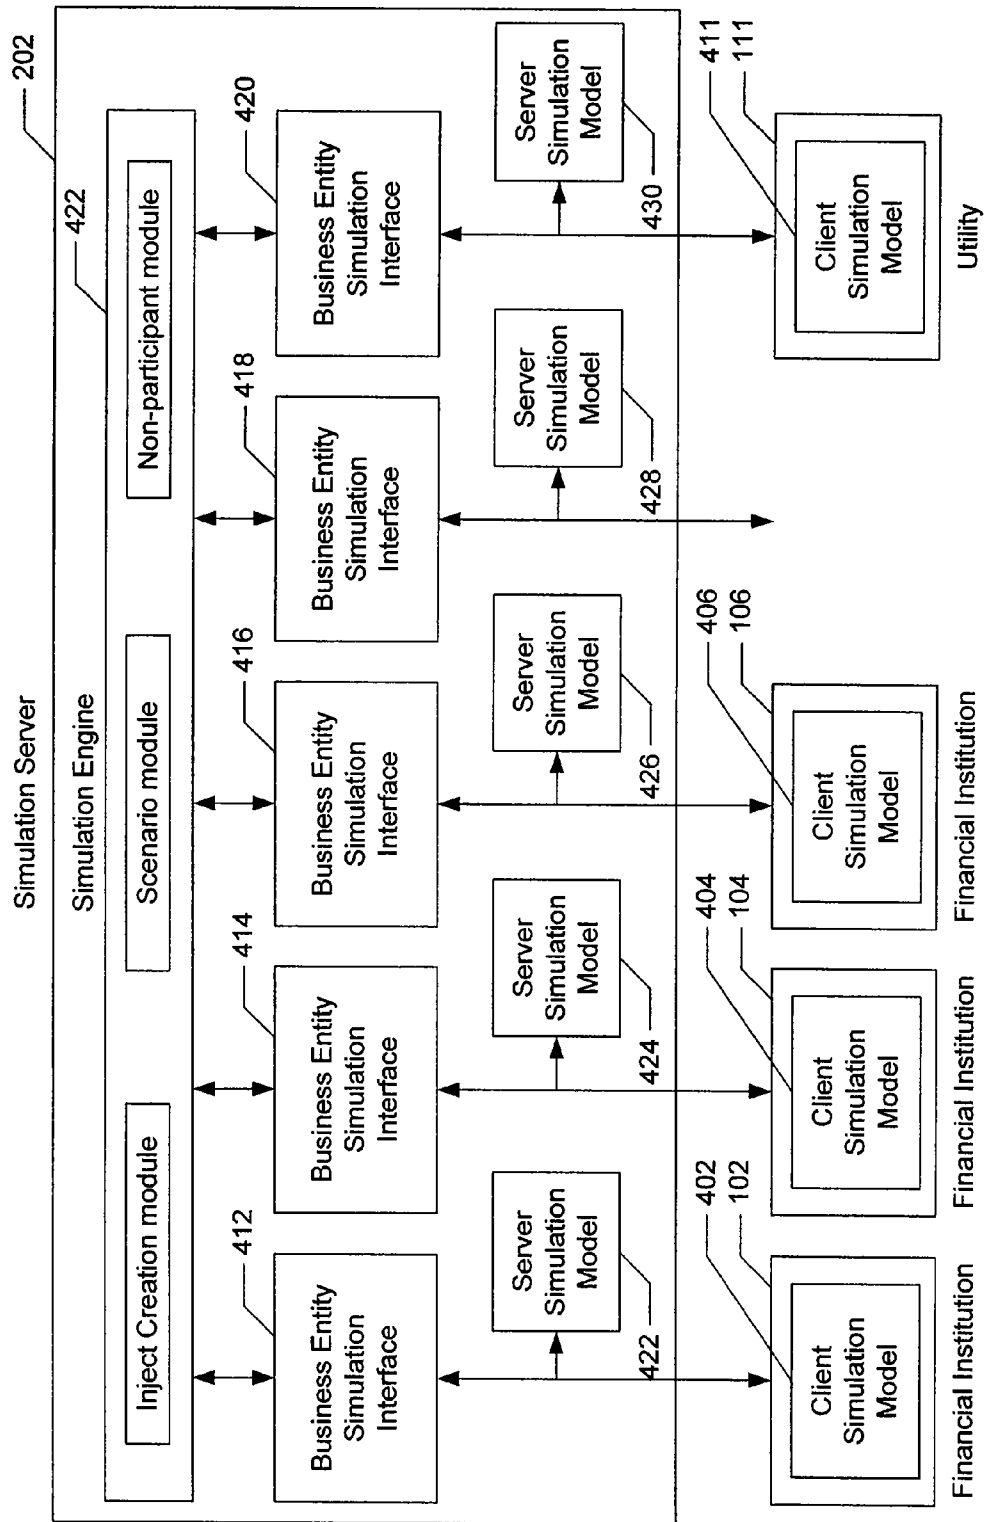 Simulation Server
202
Simulation Engine
422
Inject Creation module
Scenario module
Non-participant module
412
414
416
418
420
Business Entity
Simulation
Interface
Business Entity
Simulation
Interface
Business Entity
Simulation
Interface
Business Entity
Simulation
Interface
Business Entity
Simulation
Interface
Server
Simulation
Model
Server
Simulation
Model
Server
Simulation
Model
Server
Simulation
Model
Server
Simulation
Model
422
424
426
428
430
402
102
404
104
406
106
411
111
Client
Simulation
Model
Client
Simulation
Model
Client
Simulation
Model
Client
Simulation
Model
Financial Institution
Financial Institution
Financial Institution
Utility